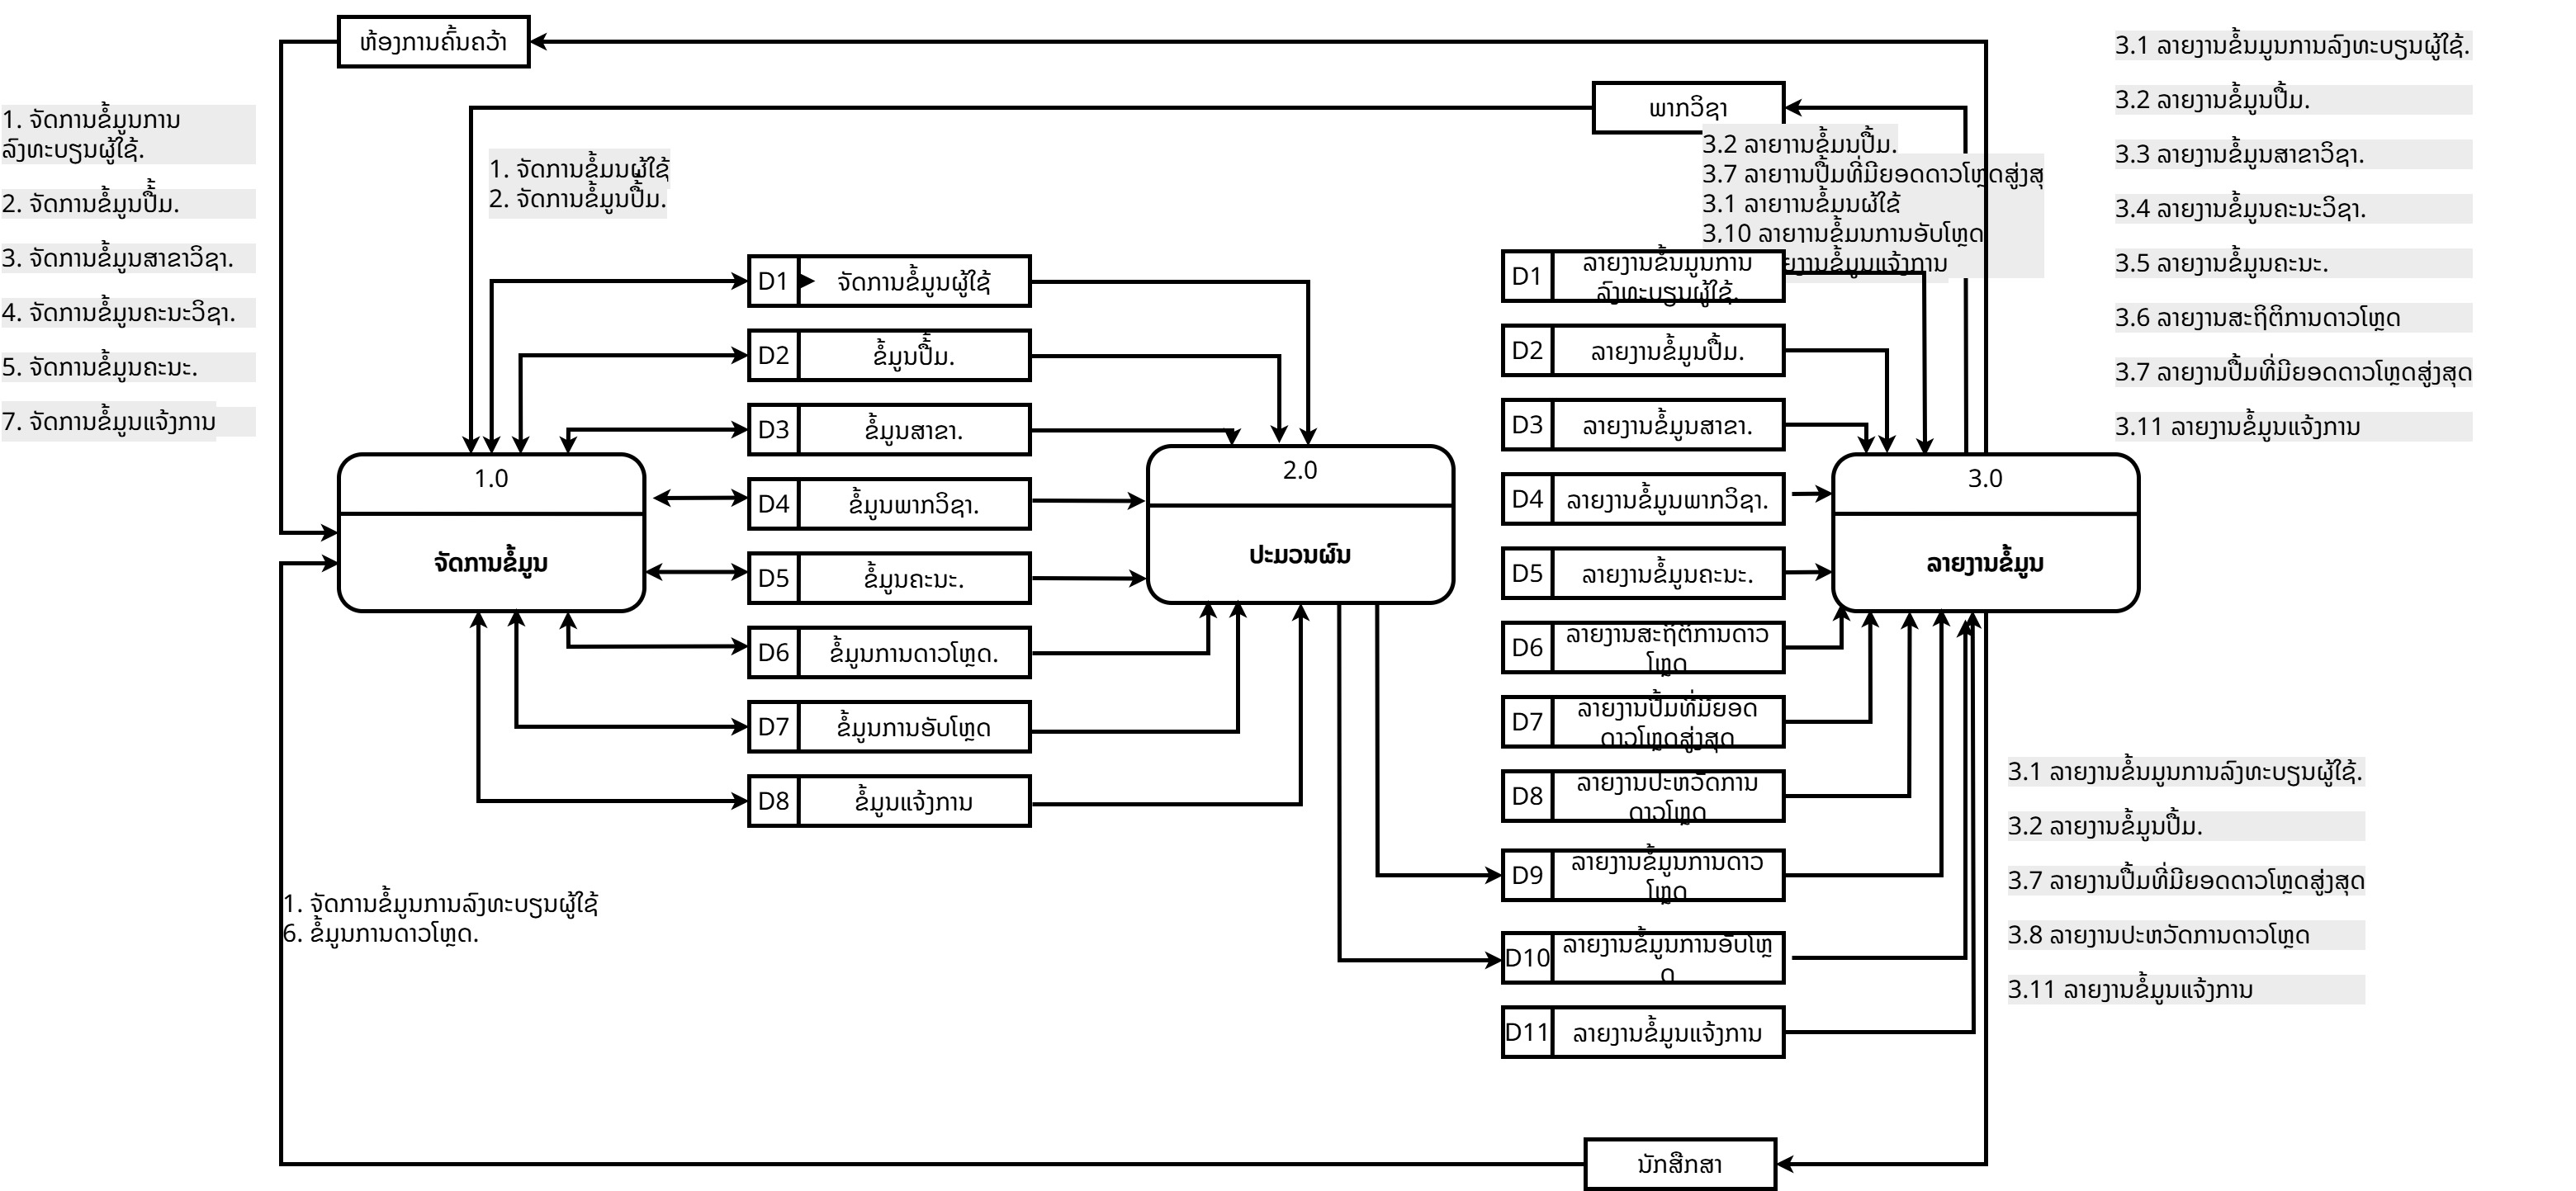 ຫ້ອງການຄົ້ນຄວ້າ
ພາກວິຊາ
1. ຈັດການຂໍ້ມູນການ
ລົງທະບຽນຜູ້ໃຊ້.
2. ຈັດການຂໍ້ມູນປຶ້ມ.
3. ຈັດການຂໍ້ມູນສາຂາວິຊາ.
4. ຈັດການຂໍ້ມູນຄະນະວິຊາ.
5. ຈັດການຂໍ້ມູນຄະນະ.
7. ຈັດການຂໍ້ມູນແຈ້ງການ
1. ຈັດການຂໍ້ມູນຜູ້ໃຊ້
2. ຈັດການຂໍ້ມູນປຶ້ມ.
1.0
ຈັດການຂໍ້ມູນ
D1 ຈັດການຂໍ້ມູນຜູ້ໃຊ້
D2 ຂໍ້ມູນປຶ້ມ.
D3 ຂໍ້ມູນສາຂາ.
D4 ຂໍ້ມູນພາກວິຊາ.
D5 ຂໍ້ມູນຄະນະ.
D6 ຂໍ້ມູນການດາວໂຫຼດ.
D7 ຂໍ້ມູນການອັບໂຫຼດ
D8 ຂໍ້ມູນແຈ້ງການ
2.0
ປະມວນຜົນ
3.2 ລາຍງານຂໍ້ມູນປຶ້ມ.
3.7 ລາຍງານປຶ້ມທີ່ມີຍອດດາວໂຫຼດສູ່ງສຸ
3.1 ລາຍງານຂໍ້ມູນຜູ້ໃຊ້
3,10 ລາຍງານຂໍ້ມູນການອັບໂຫຼດ
ຍງານຂໍ້ມູນແຈ້ງການ
D1 ລາຍງານຂໍ້ນມູນການ
ລົງທະບຽນຜູ້ໃຊ້.
D2 ລາຍງານຂໍ້ມູນປຶ້ມ.
D3 ລາຍງານຂໍ້ມູນສາຂາ.
D4 ລາຍງານຂໍ້ມູນພາກວິຊາ.
D5 ລາຍງານຂໍ້ມູນຄະນະ.
D6 ລາຍງານສະຖິຕິການດາວ
ໂຫຼດ
D7 ລາຍງານປຶ້ມທີ່ມີຍອດ
ດາວໂຫຼດສູ່ງສຸດ
D8 ລາຍງານປະຫວັດການ
ດາວໂຫຼດ
D9 ລາຍງານຂໍ້ມູນການດາວ
ໂຫຼດ
D10 ລາຍງານຂໍ້ມູນການອັບໂຫຼ
ດ
D11 ລາຍງານຂໍ້ມູນແຈ້ງການ
3.0
ລາຍງານຂໍ້ມູນ
3.1 ລາຍງານຂໍ້ນມູນການລົງທະບຽນຜູ້ໃຊ້.
3.2 ລາຍງານຂໍ້ມູນປຶ້ມ.
3.3 ລາຍງານຂໍ້ມູນສາຂາວິຊາ.
3.4 ລາຍງານຂໍ້ມູນຄະນະວິຊາ.
3.5 ລາຍງານຂໍ້ມູນຄະນະ.
3.6 ລາຍງານສະຖິຕິການດາວໂຫຼດ
3.7 ລາຍງານປຶ້ມທີ່ມີຍອດດາວໂຫຼດສູ່ງສຸດ
3.11 ລາຍງານຂໍ້ມູນແຈ້ງການ
3.1 ລາຍງານຂໍ້ນມູນການລົງທະບຽນຜູ້ໃຊ້.
3.2 ລາຍງານຂໍ້ມູນປຶ້ມ.
3.7 ລາຍງານປຶ້ມທີ່ມີຍອດດາວໂຫຼດສູ່ງສຸດ
3.8 ລາຍງານປະຫວັດການດາວໂຫຼດ
3.11 ລາຍງານຂໍ້ມູນແຈ້ງການ
1. ຈັດການຂໍ້ມູນການລົງທະບຽນຜູ້ໃຊ້
6. ຂໍ້ມູນການດາວໂຫຼດ.
ນັກສຶກສາ